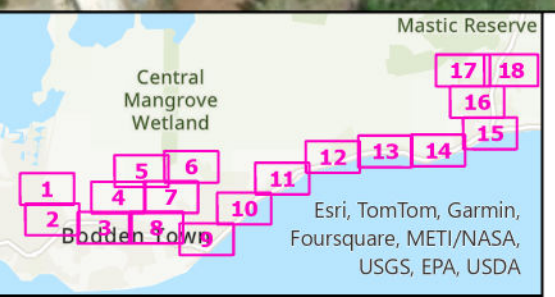 Mastic Reserve
Central
Mangrove
Wetland
17 18
16
15
14
13
12
11
5 6
1
4 7
10
2
3 8
Bodden Town
9
Esri, TomTom, Garmin,
Foursquare, METI/NASA,
USGS, EPA, USDA